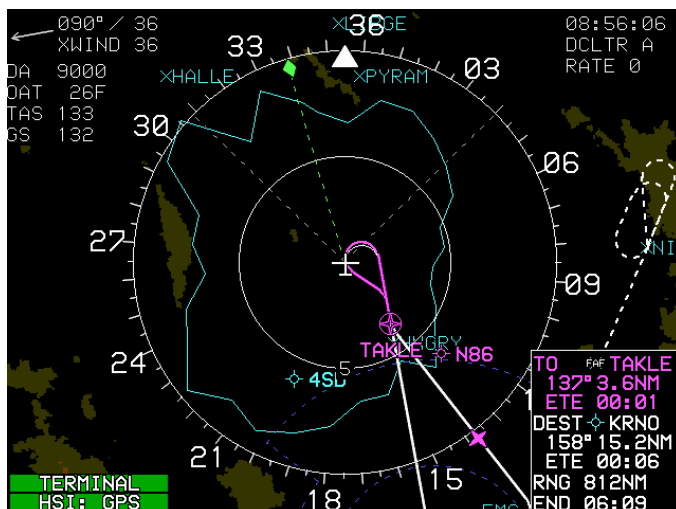 090° / 36
XWIND 36
DA 9000
OAT 26F
TAS 133
GS 132
08:56:06
DCLTR A
RATE 0
36
33
03
XHALLE
XPYRAM
30
06
27
09
24
21
18
15
5
TAKLE
N86
4SD
TO FAF TAKLE
137° 3.6NM
ETE 00:01
DEST KRNO
158° 15.2NM
ETE 00:06
RNG 812NM
END 06:09
TERMINAL
HSI: GPS